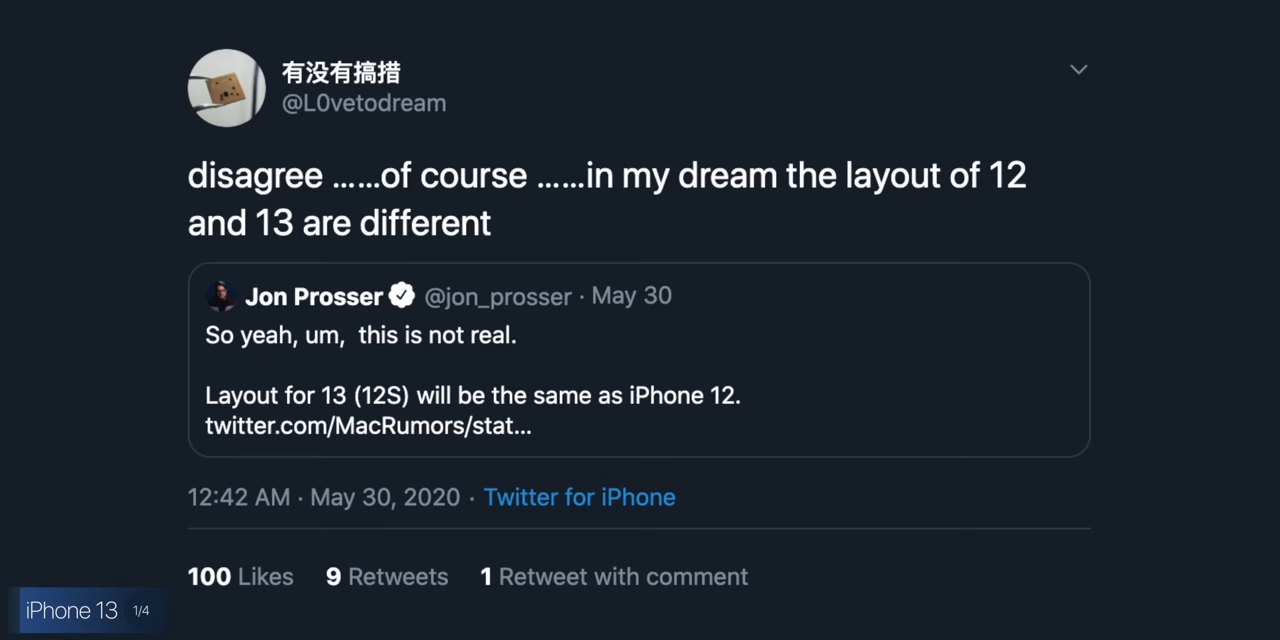 有没有搞措
@L0vetodream
disagree ......of course ......in my dream the layout of 12
and 13 are different
Jon Prosser @jon_prosser · May 30
So yeah, um,  this is not real.
Layout for 13 (12S) will be the same as iPhone 12.
twitter.com/MacRumors/stat...
12:42 AM · May 30, 2020 · Twitter for iPhone
100 Likes 9 Retweets 1 Retweet with comment
iPhone 13 1/4